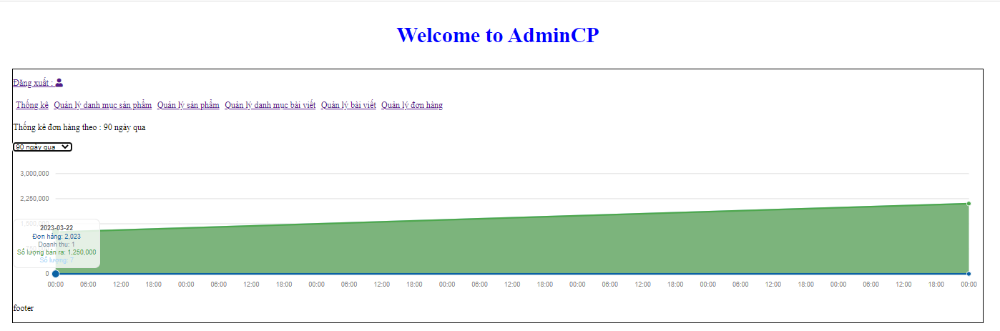 Welcome to AdminCP
Đăng xuất :
Thống kê Quản lý danh mục sản phẩm Quản lý sản phẩm Quản lý danh mục bài viết Quản lý bài viết Quản lý đơn hàng
Thống kê đơn hàng theo : 90 ngày qua
90 ngày qua
3,000,000
2,250,000
1,500,000
2023-03-22
Đơn hàng: 2,023
Doanh thu: 1
Số lượng bán ra: 1,250,000
Số lượng: 7
0
00:00 06:00 12:00 18:00 00:00 06:00 12:00 18:00 00:00 06:00 12:00 18:00 00:00 06:00 12:00 18:00 00:00 06:00 12:00 18:00 00:00 06:00 12:00 18:00 00:00 06:00 12:00 18:00 00:00
footer